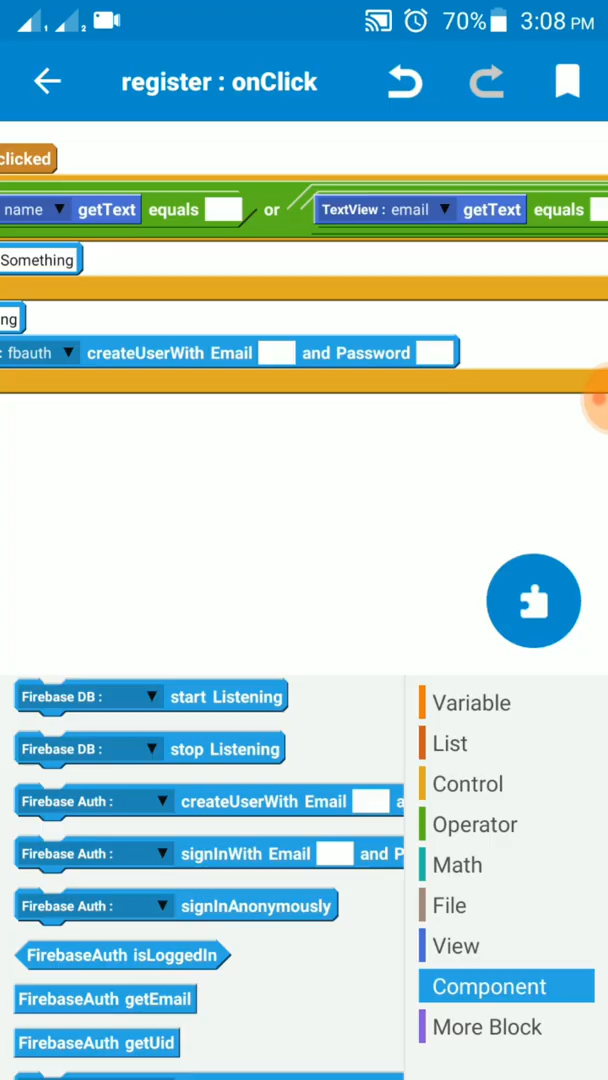 1 2 70% 3:08 PM
register : onClick
clicked
name getText equals or TextView : email getText equals
Something
ng
: fbauth createUserWith Email and Password
Firebase DB : start Listening
Firebase DB : stop Listening
Firebase Auth : createUserWith Email a
Firebase Auth : signInWith Email and P
Firebase Auth : signInAnonymously
FirebaseAuth isLoggedIn
FirebaseAuth getEmail
FirebaseAuth getUid
Variable
List
Control
Operator
Math
File
View
Component
More Block